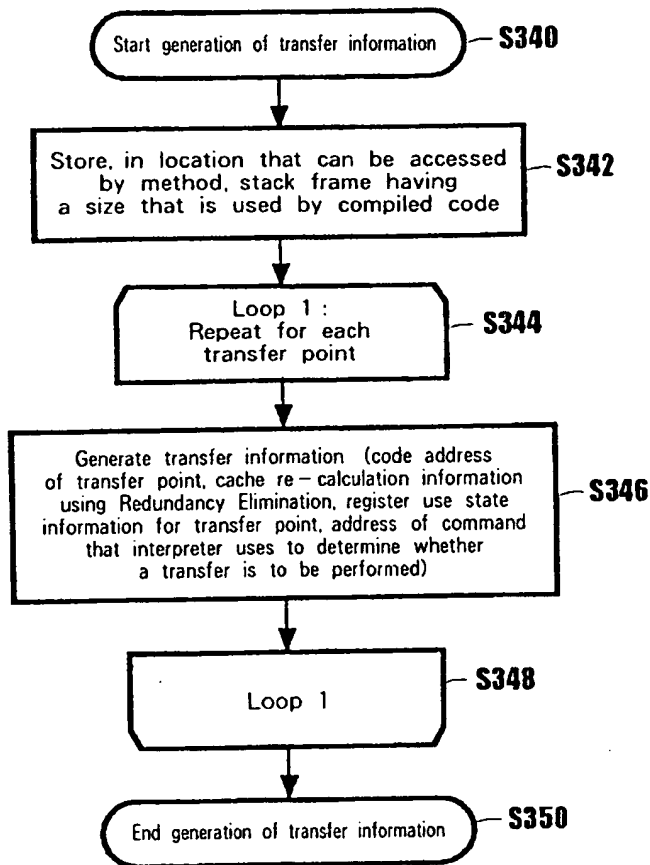 Start generation of transfer information
S340
Store, in location that can be accessed
by method, stack frame having
a size that is used by compiled code
S342
Loop 1 :
Repeat for each
transfer point
S344
Generate transfer information (code address
of transfer point, cache re-calculation information
using Redundancy Elimination, register use state
information for transfer point, address of command
that interpreter uses to determine whether
a transfer is to be performed)
S346
Loop 1
S348
End generation of transfer information
S350